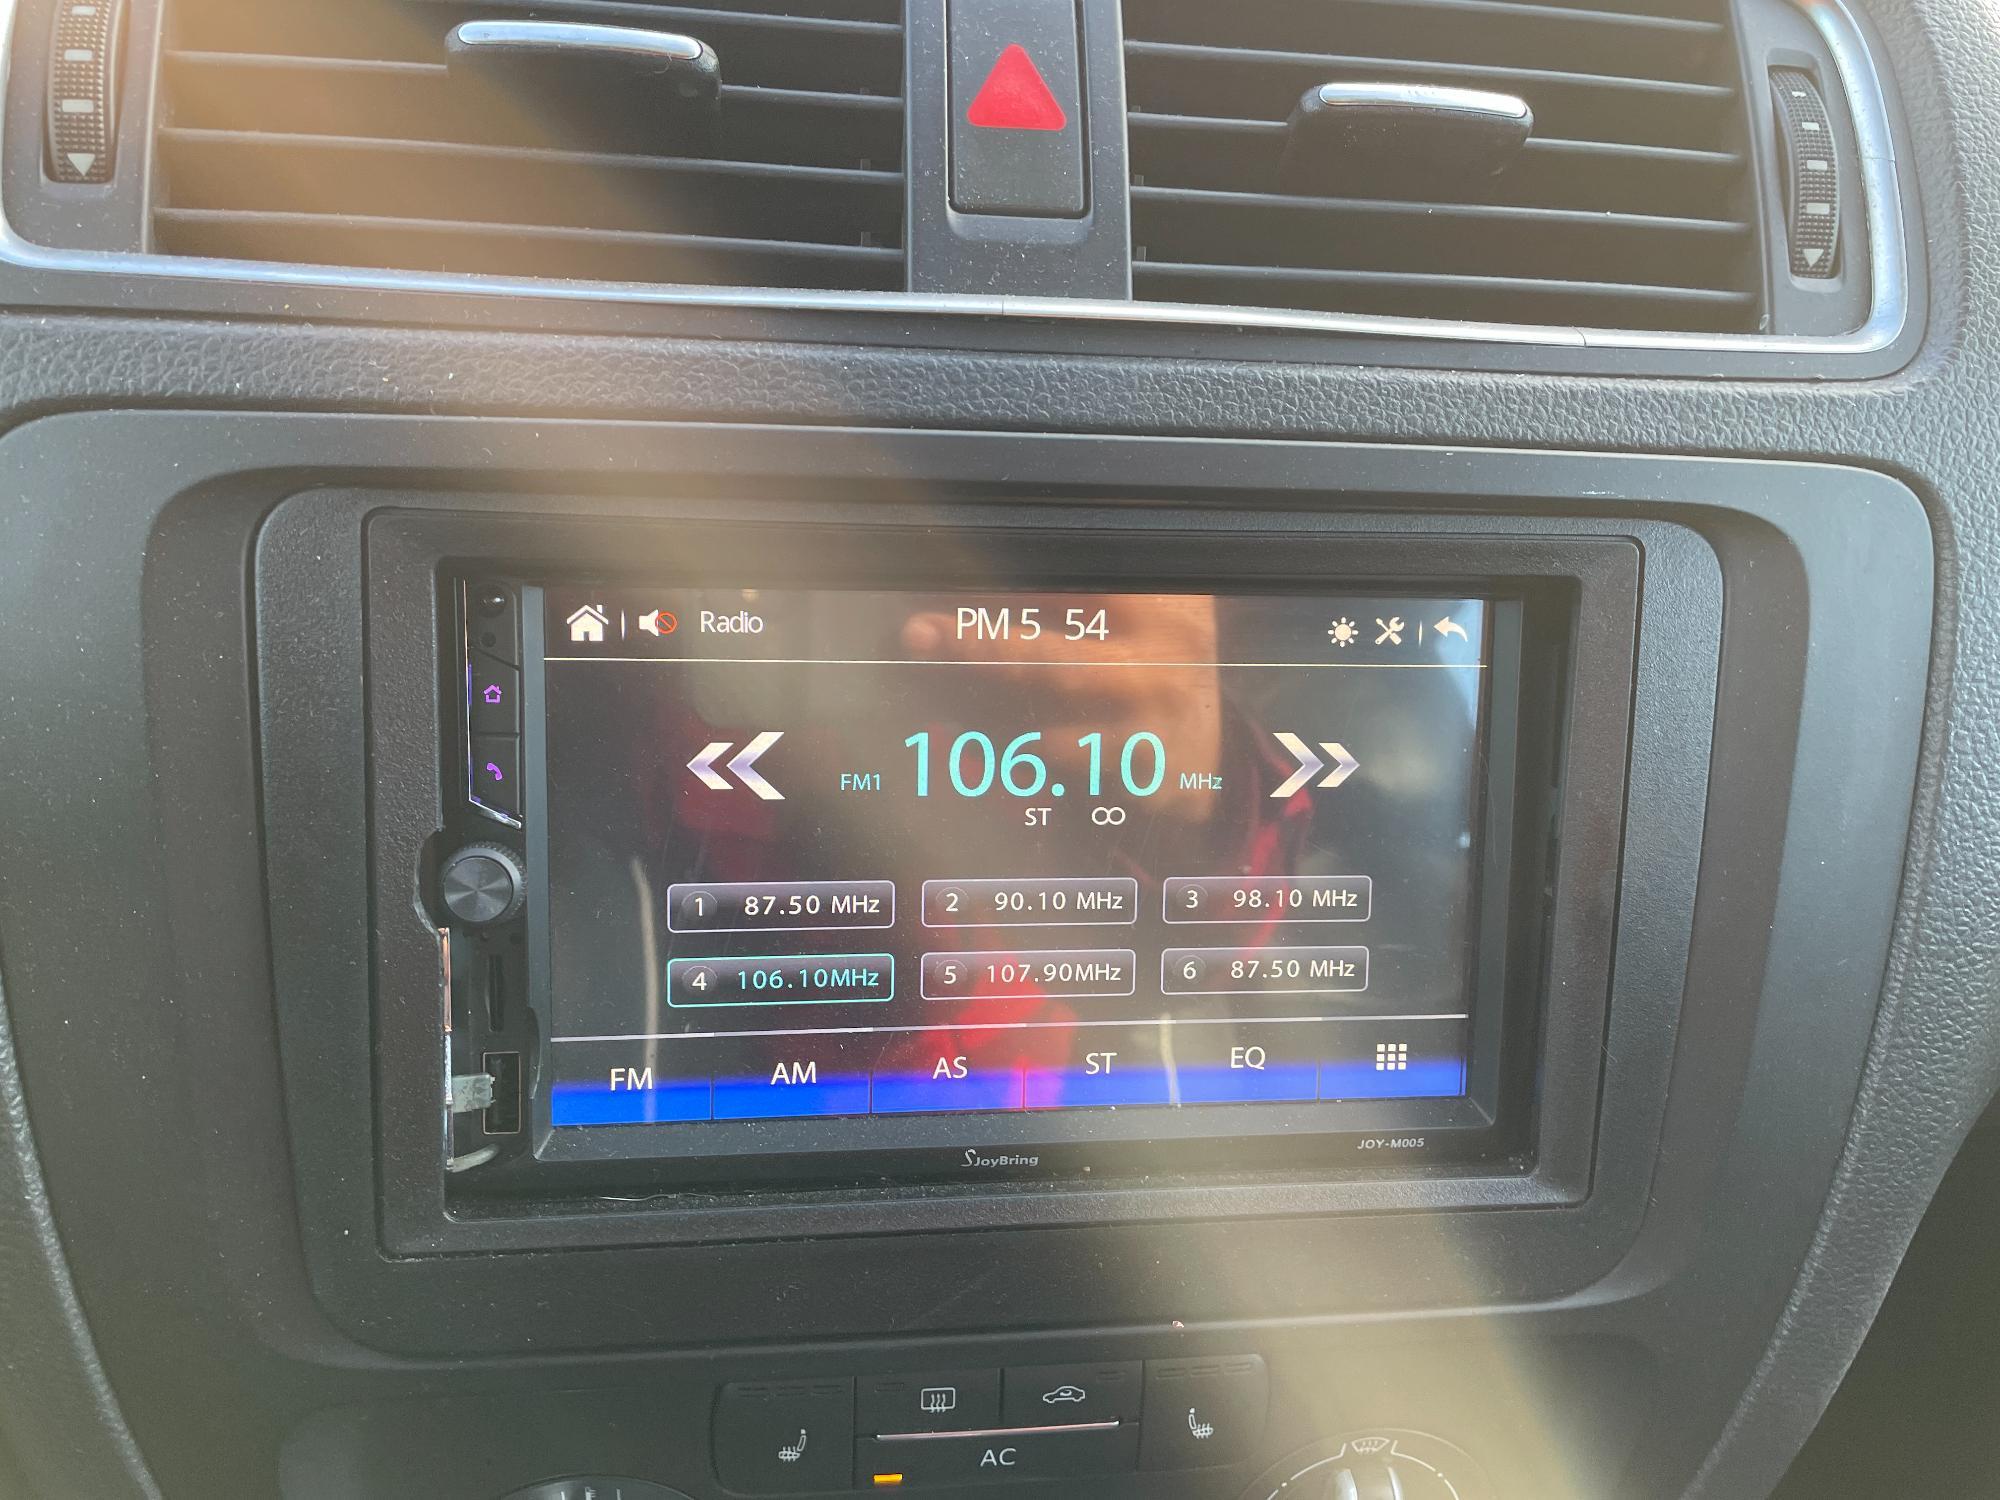 Radio PM 5 54
FM1 106.10 MHz
ST
1 87.50 MHz 2 90.10 MHz 3 98.10 MHz
4 106.10MHz 5 107.90MHz 6 87.50 MHz
FM AM AS ST EQ
JoyBring JOY-M005
AC